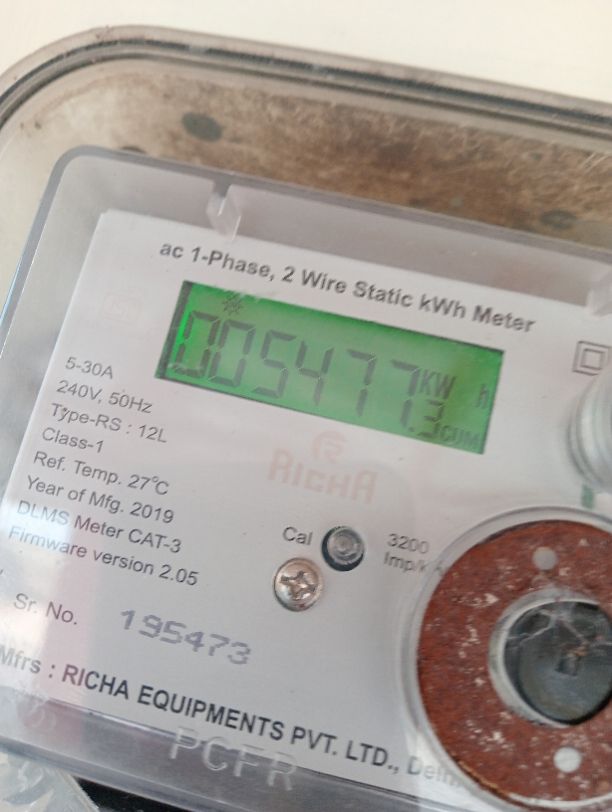 ac 1-Phase, 2 Wire Static kWh Meter
005477.3 KW h
CUM
RICHA
5-30A
240V, 50Hz
Type-RS : 12L
Class-1
Ref. Temp. 27°C
Year of Mfg. 2019
DLMS Meter CAT-3
Firmware version 2.05
Cal
3200
Imp/k
Sr. No. 195473
Mfrs : RICHA EQUIPMENTS PVT. LTD., Delhi
PCFR